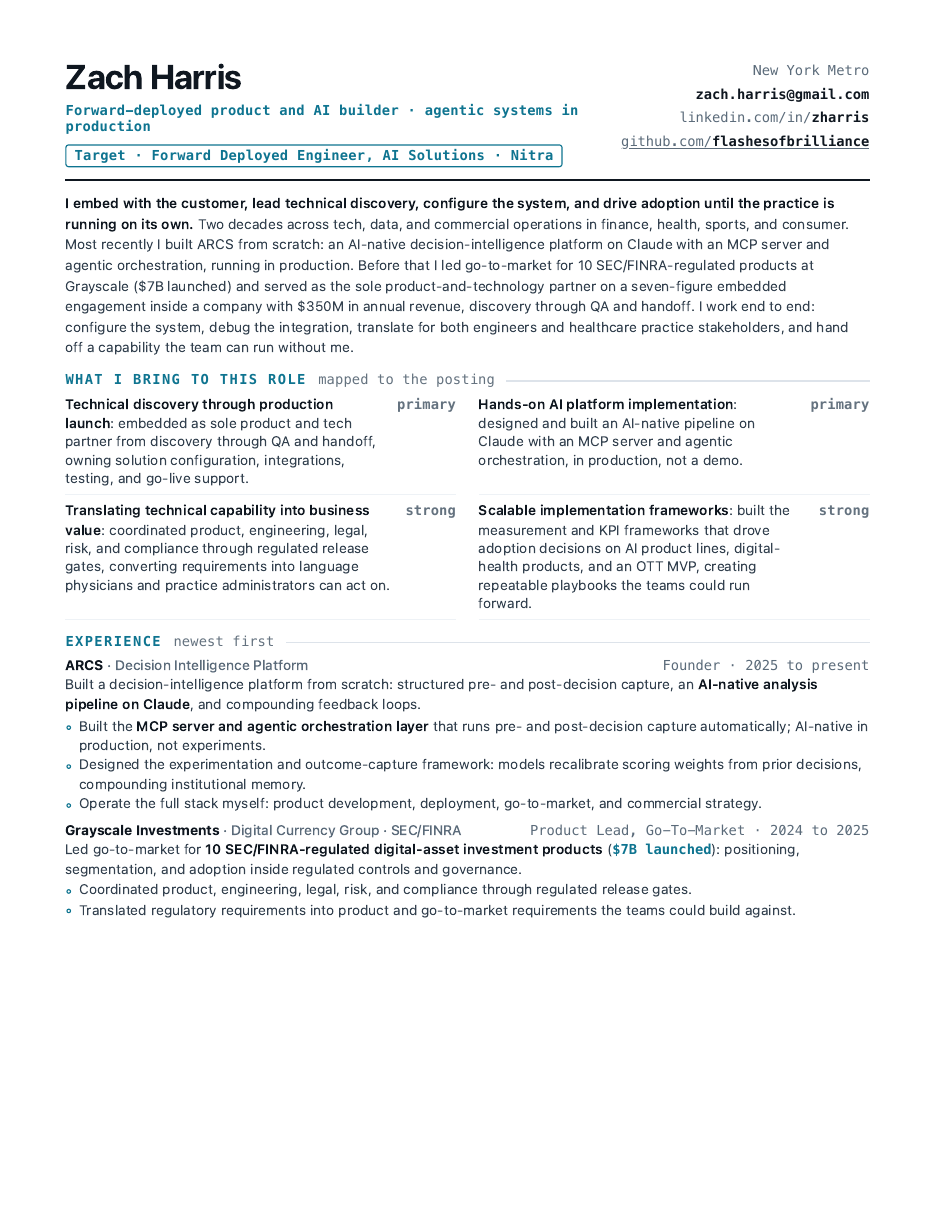 Zach Harris
New York Metro
zach.harris@gmail.com
linkedin.com/in/zharris
github.com/flashesofbrilliance
Forward-deployed product and AI builder · agentic systems in
production
Target · Forward Deployed Engineer, AI Solutions · Nitra
I embed with the customer, lead technical discovery, configure the system, and drive adoption until the practice is
running on its own. Two decades across tech, data, and commercial operations in finance, health, sports, and consumer.
Most recently I built ARCS from scratch: an AI-native decision-intelligence platform on Claude with an MCP server and
agentic orchestration, running in production. Before that I led go-to-market for 10 SEC/FINRA-regulated products at
Grayscale ($7B launched) and served as the sole product-and-technology partner on a seven-figure embedded
engagement inside a company with $350M in annual revenue, discovery through QA and handoff. I work end to end:
configure the system, debug the integration, translate for both engineers and healthcare practice stakeholders, and hand
off a capability the team can run without me.
WHAT I BRING TO THIS ROLE mapped to the posting
Technical discovery through production primary
launch: embedded as sole product and tech
partner from discovery through QA and handoff,
owning solution configuration, integrations,
testing, and go-live support.
Hands-on AI platform implementation: primary
designed and built an AI-native pipeline on
Claude with an MCP server and agentic
orchestration, in production, not a demo.
Translating technical capability into business strong
value: coordinated product, engineering, legal,
risk, and compliance through regulated release
gates, converting requirements into language
physicians and practice administrators can act on.
Scalable implementation frameworks: built the strong
measurement and KPI frameworks that drove
adoption decisions on AI product lines, digital-
health products, and an OTT MVP, creating
repeatable playbooks the teams could run
forward.
EXPERIENCE newest first
ARCS · Decision Intelligence Platform Founder · 2025 to present
Built a decision-intelligence platform from scratch: structured pre- and post-decision capture, an AI-native analysis
pipeline on Claude, and compounding feedback loops.
Built the MCP server and agentic orchestration layer that runs pre- and post-decision capture automatically; AI-native in
production, not experiments.
Designed the experimentation and outcome-capture framework: models recalibrate scoring weights from prior decisions,
compounding institutional memory.
Operate the full stack myself: product development, deployment, go-to-market, and commercial strategy.
Grayscale Investments · Digital Currency Group · SEC/FINRA Product Lead, Go-To-Market · 2024 to 2025
Led go-to-market for 10 SEC/FINRA-regulated digital-asset investment products ($7B launched): positioning,
segmentation, and adoption inside regulated controls and governance.
Coordinated product, engineering, legal, risk, and compliance through regulated release gates.
Translated regulatory requirements into product and go-to-market requirements the teams could build against.